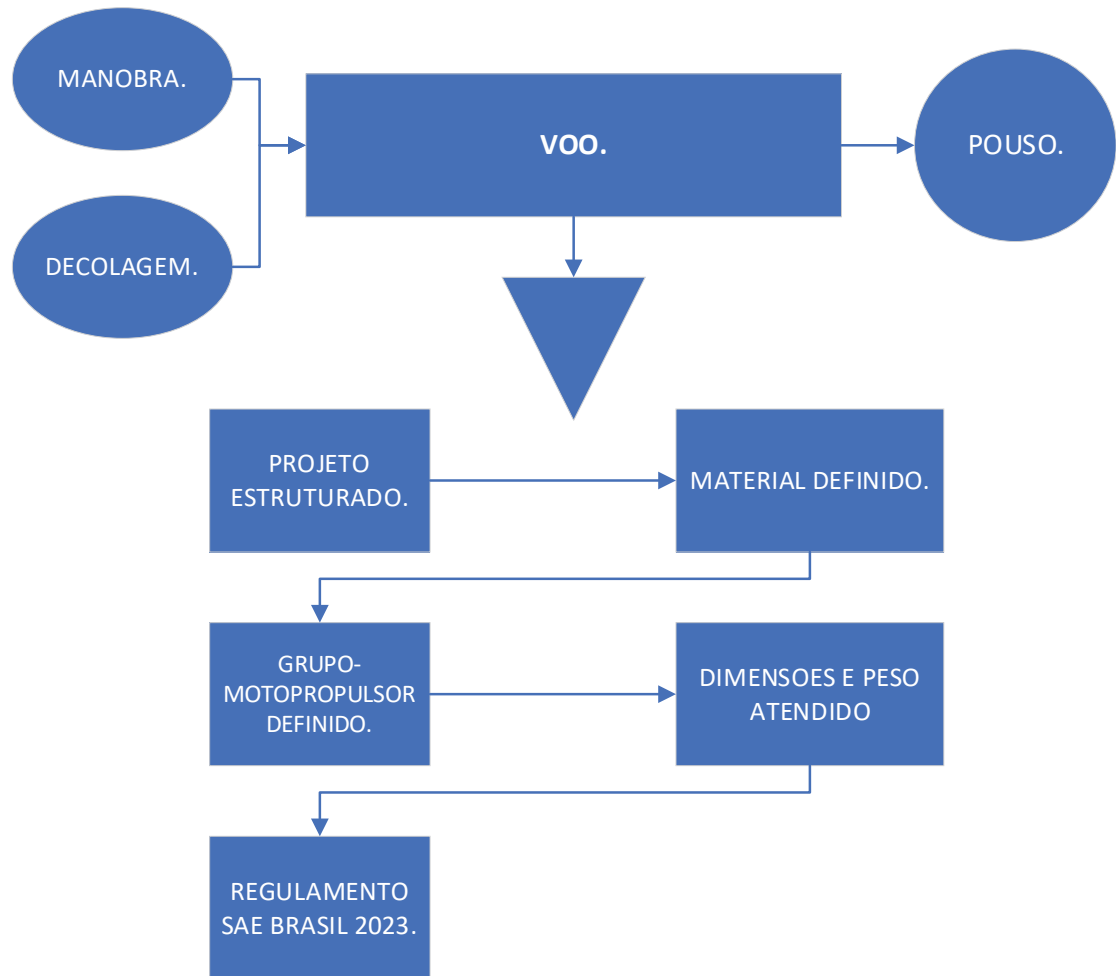 MANOBRA.
VOO.
POUSO.
DECOLAGEM.
PROJETO
ESTRUTURADO.
MATERIAL DEFINIDO.
GRUPO-
MOTOPROPULSOR
DEFINIDO.
DIMENSOES E PESO
ATENDIDO
REGULAMENTO
SAE BRASIL 2023.